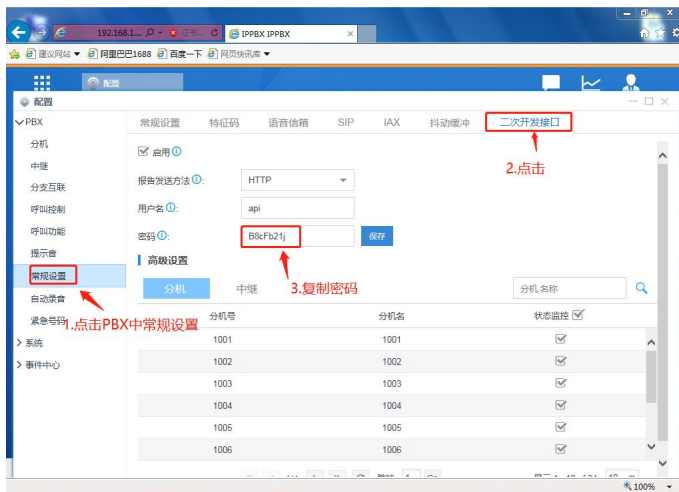 192.168.1... 证书... C IPPBX IPPBX ×
建议网站 阿里巴巴1688 百度一下 网页快讯库
配置
配置
PBX 常规设置 特征码 语音信箱 SIP IAX 抖动缓冲 二次开发接口
分机 启用
2.点击
中继
报告发送方法: HTTP
分支互联
呼叫控制 用户名: api
呼叫功能 密码: B8cFb21j 保存
提示音 高级设置
常规设置 分机 中继 3.复制密码 分机,名称
自动录音
紧急号码 1.点击PBX中常规设置 分机号 分机名 状态监控
系统 1001 1001
事件中心 1002 1002
1003 1003
1004 1004
1005 1005
1006 1006
100%